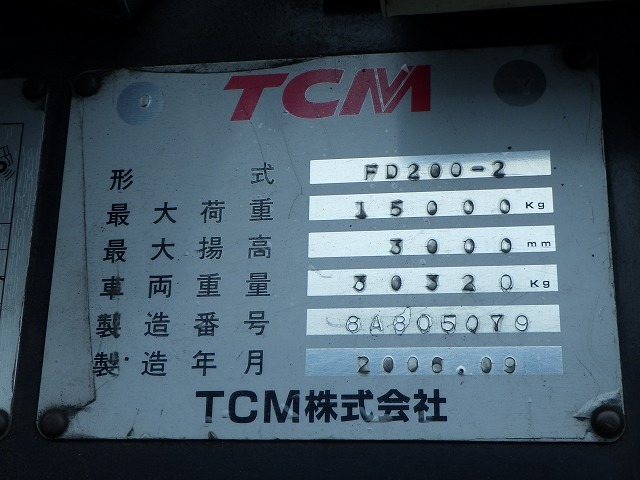 TCM
形式 FD200-2
最大荷重 15000 Kg
最大揚高 3000 mm
車両重量 30320 Kg
製造番号 8A805079
製造年月 2006.09
TCM株式会社